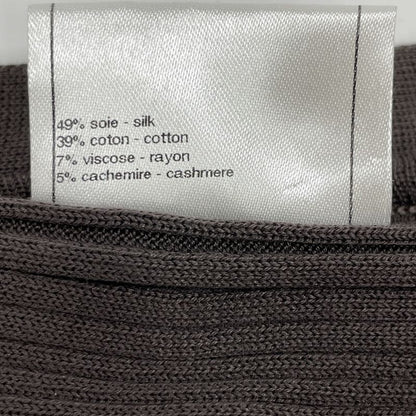 49% soie - silk
39% coton - cotton
7% viscose - rayon
5% cachemire - cashmere